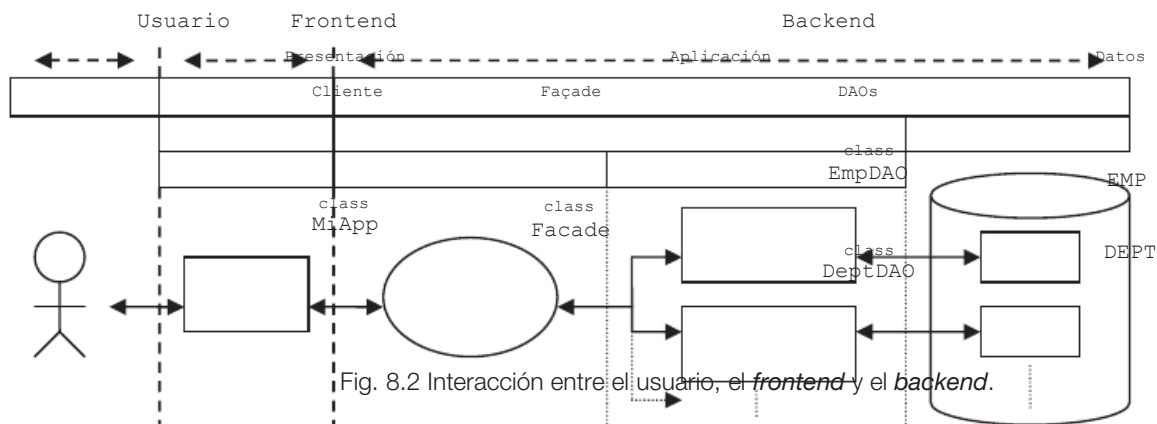 Usuario Frontend Backend
Presentación Aplicación Datos
Cliente Façade DAOs
class
EmpDAO
EMP
class
MiApp
class
Facade
class
DeptDAO
DEPT
Fig. 8.2 Interacción entre el usuario, el frontend y el backend.